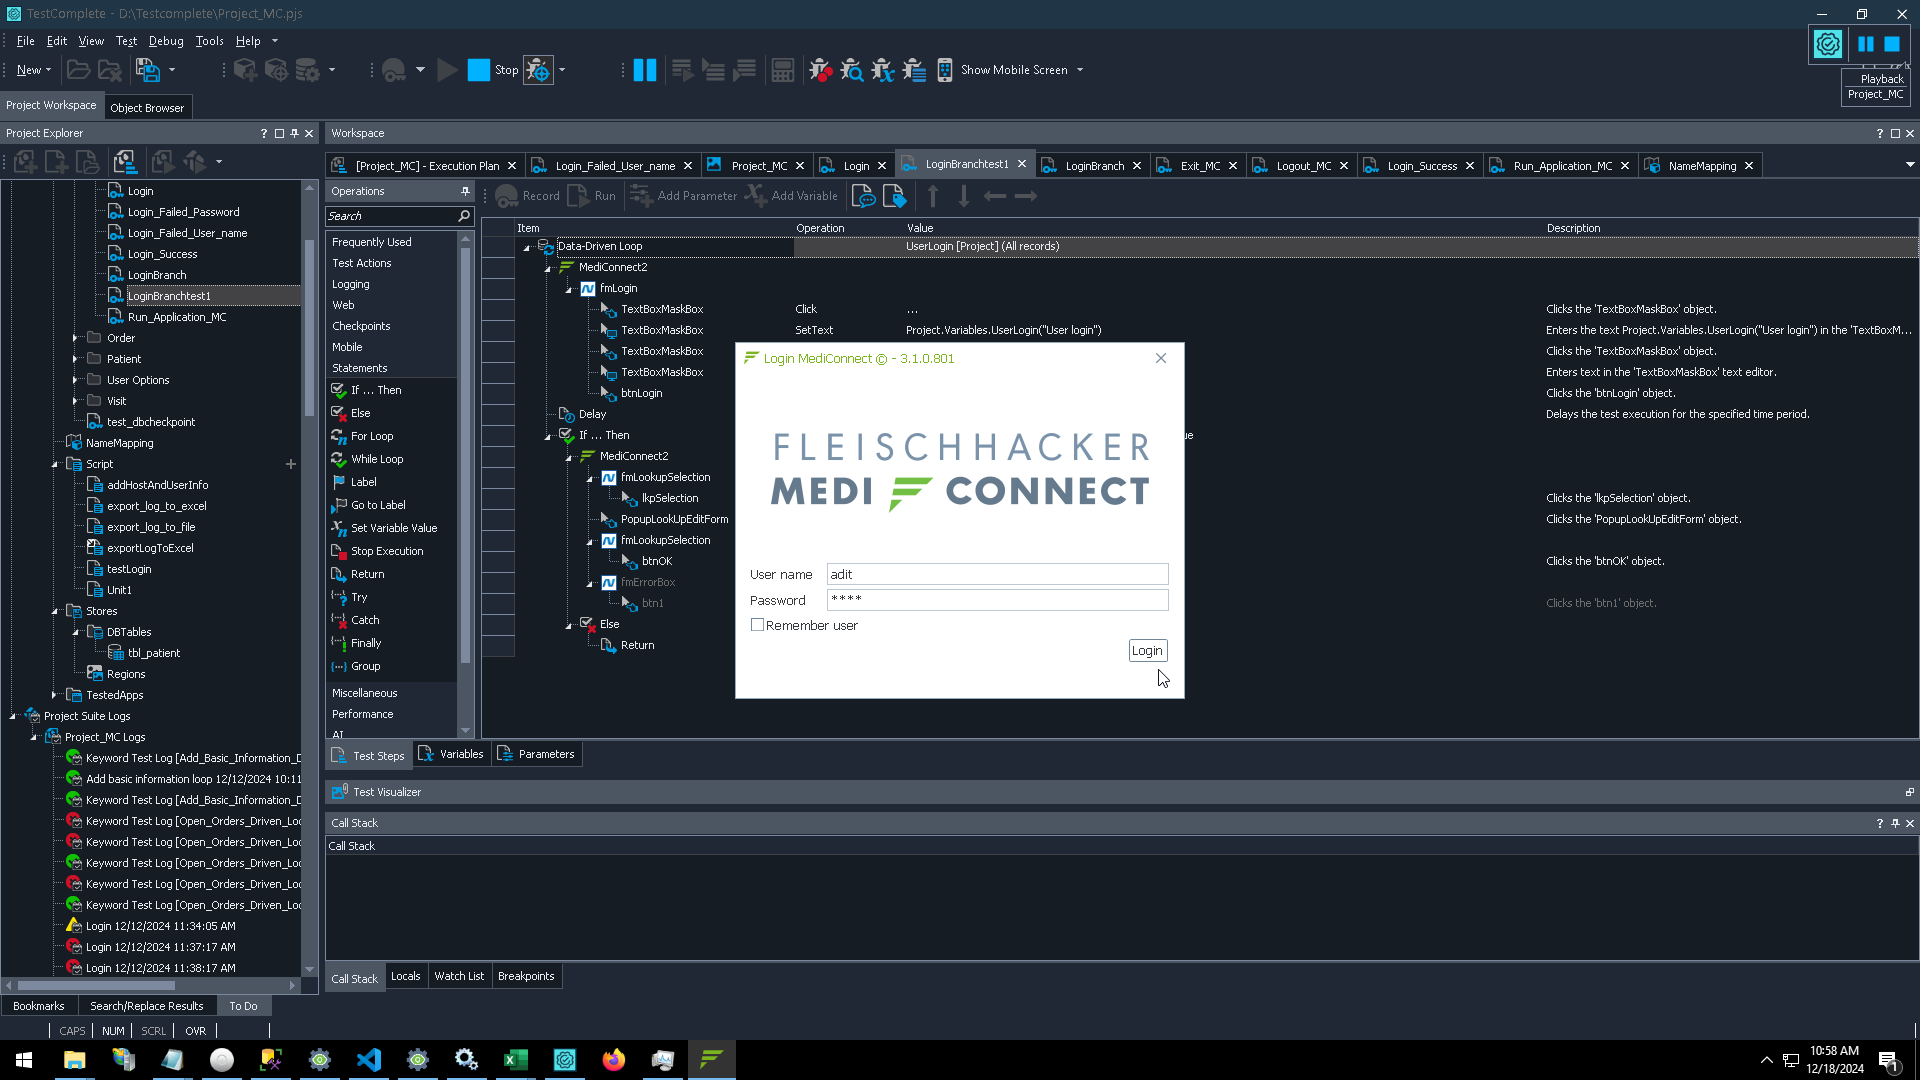 TestComplete - D:\Testcomplete\Project_MC.pjs
File Edit View Test Debug Tools Help
New Stop Show Mobile Screen
Playback
Project_MC
Project Workspace Object Browser
Project Explorer
Workspace
[Project_MC] - Execution Plan Login_Failed_User_name Project_MC Login LoginBranchtest1 LoginBranch Exit_MC Logout_MC Login_Success Run_Application_MC NameMapping
Login
Login_Failed_Password
Login_Failed_User_name
Login_Success
LoginBranch
LoginBranchtest1
Run_Application_MC
Order
Patient
User Options
Visit
test_dbcheckpoint
NameMapping
Script
addHostAndUserInfo
export_log_to_excel
export_log_to_file
exportLogToExcel
testLogin
Unit1
Stores
DBTables
tbl_patient
Regions
TestedApps
Project Suite Logs
Project_MC Logs
Keyword Test Log [Add_Basic_Information_D
Add basic information loop 12/12/2024 10:11
Keyword Test Log [Add_Basic_Information_D
Keyword Test Log [Open_Orders_Driven_Loo
Keyword Test Log [Open_Orders_Driven_Loo
Keyword Test Log [Open_Orders_Driven_Loo
Keyword Test Log [Open_Orders_Driven_Loo
Keyword Test Log [Open_Orders_Driven_Loo
Login 12/12/2024 11:34:05 AM
Login 12/12/2024 11:37:17 AM
Login 12/12/2024 11:38:17 AM
Bookmarks Search/Replace Results To Do
CAPS NUM SCRL OVR
Operations
Search
Frequently Used
Test Actions
Logging
Web
Checkpoints
Mobile
Statements
If ... Then
Else
For Loop
While Loop
Label
Go to Label
Set Variable Value
Stop Execution
Return
Try
Catch
Finally
Group
Miscellaneous
Performance
AI
Record Run Add Parameter Add Variable
Item Operation Value Description
Data-Driven Loop UserLogin [Project] (All records)
MediConnect2
fmLogin
TextBoxMaskBox Click ... Clicks the 'TextBoxMaskBox' object.
TextBoxMaskBox SetText Project.Variables.UserLogin("User login") Enters the text Project.Variables.UserLogin("User login") in the 'TextBoxM...
TextBoxMaskBox Clicks the 'TextBoxMaskBox' object.
TextBoxMaskBox Enters text in the 'TextBoxMaskBox' text editor.
btnLogin Clicks the 'btnLogin' object.
Delay Delays the test execution for the specified time period.
If ... Then ue
MediConnect2
fmLookupSelection
lkpSelection Clicks the 'lkpSelection' object.
PopupLookUpEditForm Clicks the 'PopupLookUpEditForm' object.
fmLookupSelection
btnOK Clicks the 'btnOK' object.
fmErrorBox
btn1 Clicks the 'btn1' object.
Else
Return
Login MediConnect © - 3.1.0.801
FLEISCHHACKER
MEDI CONNECT
User name adit
Password ****
Remember user
Login
Test Steps Variables Parameters
Test Visualizer
Call Stack
Call Stack
Call Stack Locals Watch List Breakpoints
10:58 AM
12/18/2024
1